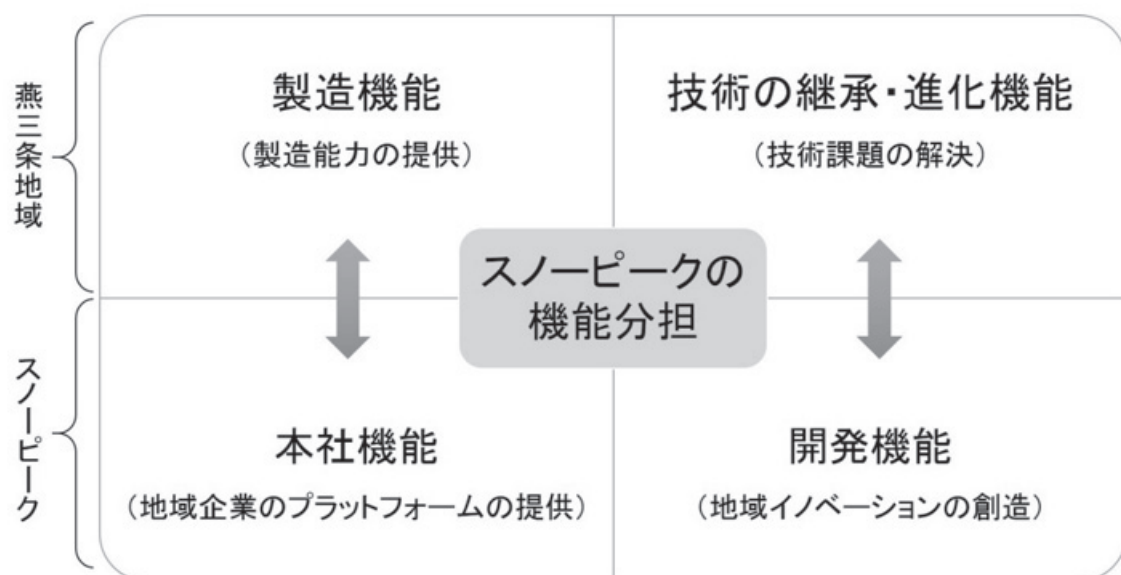 燕三条地域
製造機能
(製造能力の提供)
技術の継承・進化機能
(技術課題の解決)
スノーピークの
機能分担
スノーピーク
本社機能
(地域企業のプラットフォームの提供)
開発機能
(地域イノベーションの創造)